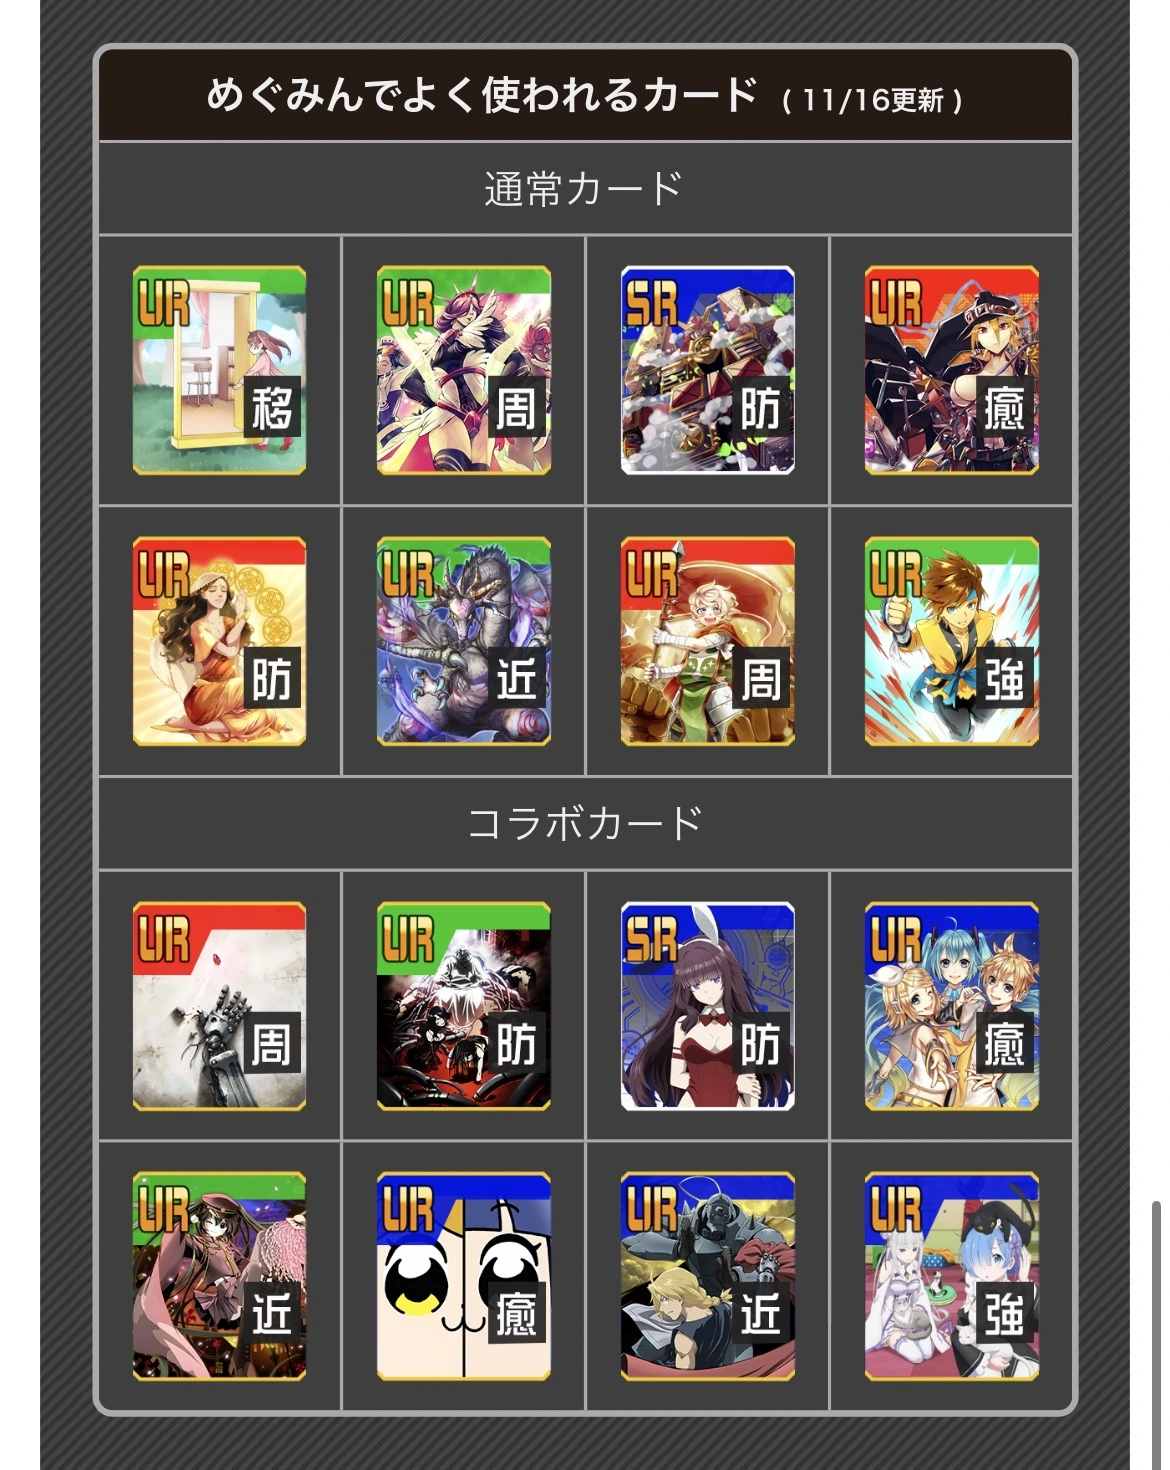 めぐみんでよく使われるカード ( 11/16更新 )
通常カード
UR UR SR UR
移 周 防 癒
UR UR UR UR
防 近 周 強
コラボカード
UR UR SR UR
周 防 防 癒
UR UR UR UR
近 癒 近 強